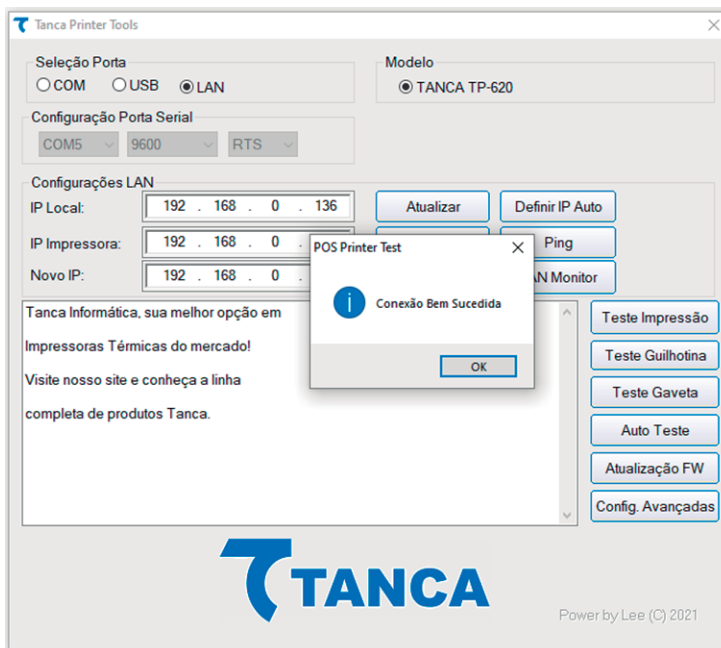 Tanca Printer Tools
Seleção Porta
COM USB LAN
Modelo
TANCA TP-620
Configuração Porta Serial
COM5 9600 RTS
Configurações LAN
IP Local: 192 . 168 . 0 . 136 Atualizar Definir IP Auto
IP Impressora: 192 . 168 . 0 . Ping
Novo IP: 192 . 168 . 0 . Monitor
POS Printer Test
Conexão Bem Sucedida
OK
Tanca Informática, sua melhor opção em
Impressoras Térmicas do mercado!
Visite nosso site e conheça a linha
completa de produtos Tanca.
Teste Impressão
Teste Guilhotina
Teste Gaveta
Auto Teste
Atualização FW
Config. Avançadas
TANCA
Power by Lee (C) 2021